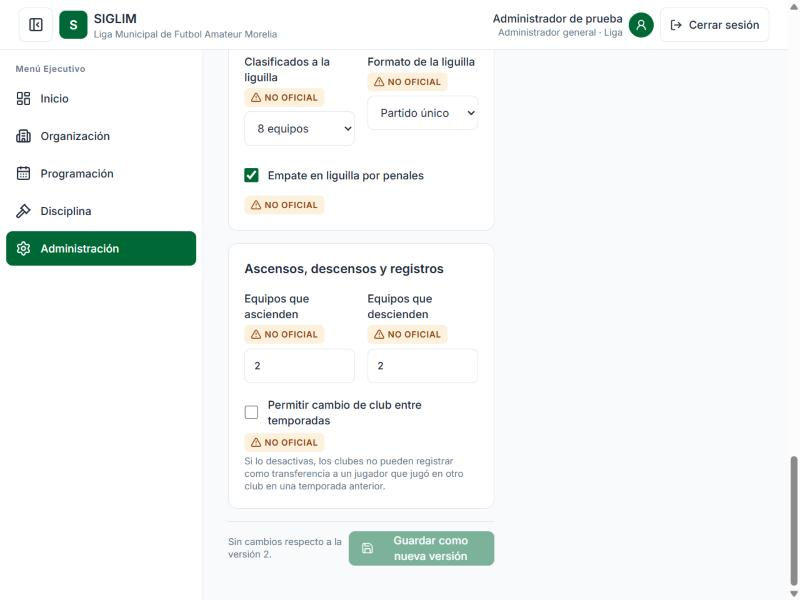 SIGLIM
Liga Municipal de Futbol Amateur Morelia
Administrador de prueba
Administrador general · Liga
Cerrar sesión
Menú Ejecutivo
Inicio
Organización
Programación
Disciplina
Administración
Clasificados a la
liguilla
NO OFICIAL
8 equipos
Formato de la liguilla
NO OFICIAL
Partido único
Empate en liguilla por penales
NO OFICIAL
Ascensos, descensos y registros
Equipos que
ascienden
NO OFICIAL
2
Equipos que
descienden
NO OFICIAL
2
Permitir cambio de club entre
temporadas
NO OFICIAL
Si lo desactivas, los clubes no pueden registrar
como transferencia a un jugador que jugó en otro
club en una temporada anterior.
Sin cambios respecto a la
versión 2.
Guardar como
nueva versión
S